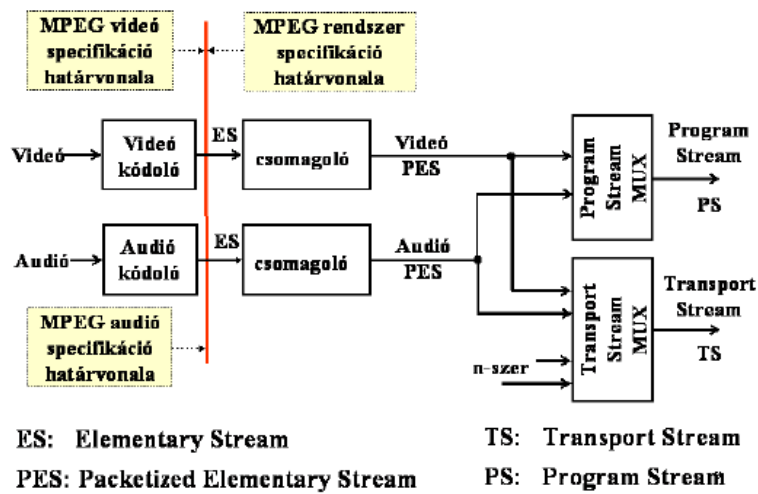 MPEG videó
specifikáció
határvonala
MPEG rendszer
specifikáció
határvonala
Videó
Videó
kódoló
ES
csomagoló
Videó
PES
Program
Stream
MUX
Program
Stream
PS
Audió
Audió
kódoló
ES
csomagoló
Audió
PES
Transport
Stream
MUX
Transport
Stream
TS
n-szer
MPEG audió
specifikáció
határvonala
ES: Elementary Stream
PES: Packetized Elementary Stream
TS: Transport Stream
PS: Program Stream